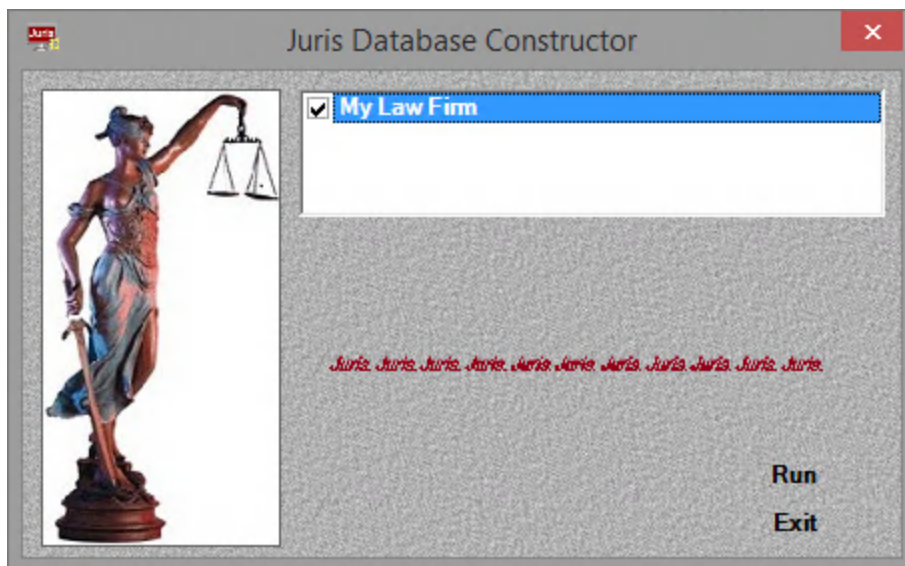 Juris
Juris Database Constructor
My Law Firm
Juris. Juris. Juris. Juris. Juris. Juris. Juris. Juris. Juris. Juris. Juris.
Run
Exit